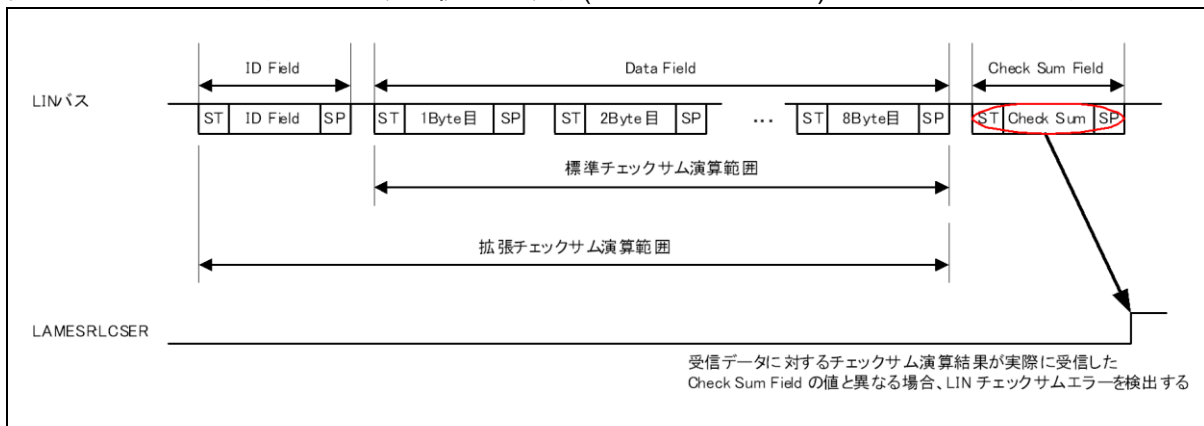 ID Field
Data Field
Check Sum Field
LINバス
ST ID Field SP ST 1Byte目 SP ST 2Byte目 SP ... ST 8Byte目 SP ST Check Sum SP
標準チェックサム演算範囲
拡張チェックサム演算範囲
LAMESRLCSER
受信データに対するチェックサム演算結果が実際に受信した
Check Sum Field の値と異なる場合、LIN チェックサムエラーを検出する